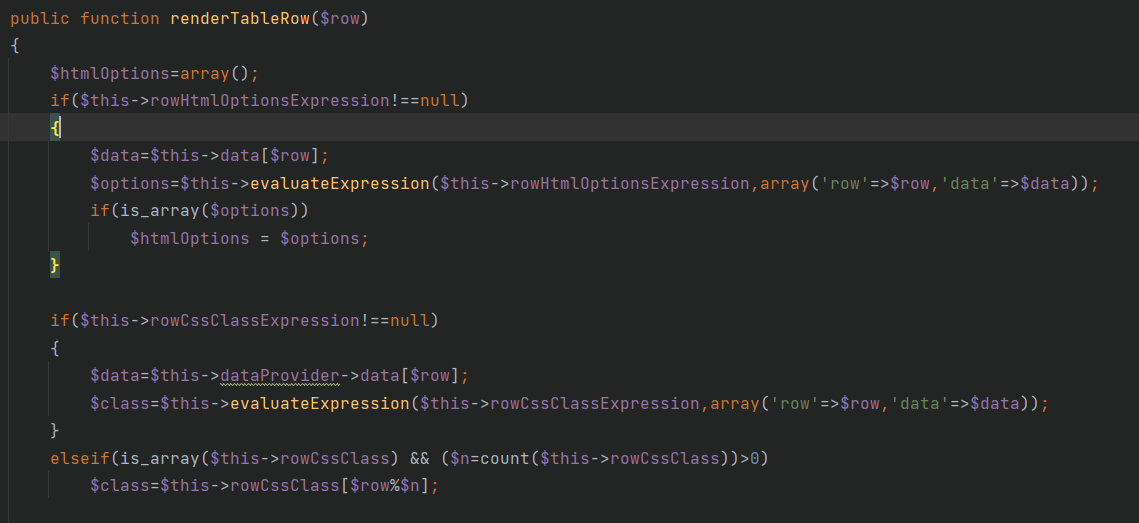 public function renderTableRow($row)
{
    $htmlOptions=array();
    if($this->rowHtmlOptionsExpression!==null)
    {
        $data=$this->data[$row];
        $options=$this->evaluateExpression($this->rowHtmlOptionsExpression,array('row'=>$row,'data'=>$data));
        if(is_array($options))
            $htmlOptions = $options;
    }

    if($this->rowCssClassExpression!==null)
    {
        $data=$this->dataProvider->data[$row];
        $class=$this->evaluateExpression($this->rowCssClassExpression,array('row'=>$row,'data'=>$data));
    }
    elseif(is_array($this->rowCssClass) && ($n=count($this->rowCssClass))>0)
        $class=$this->rowCssClass[$row%$n];